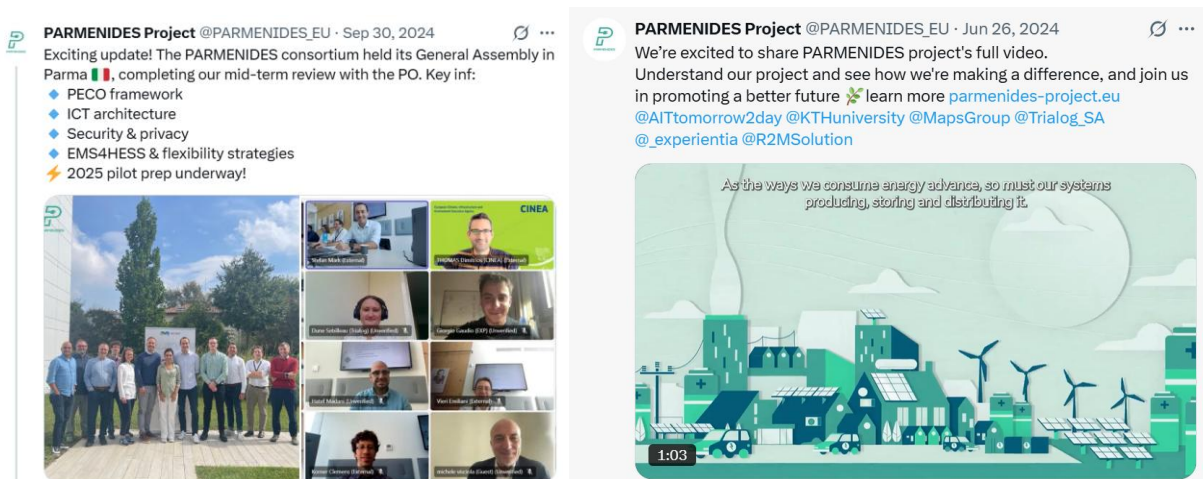 PARMENIDES Project @PARMENIDES_EU · Sep 30, 2024
Exciting update! The PARMENIDES consortium held its General Assembly in
Parma 🇮🇹, completing our mid-term review with the PO. Key inf:
🔹 PECO framework
🔹 ICT architecture
🔹 Security & privacy
🔹 EMS4HESS & flexibility strategies
⚡ 2025 pilot prep underway!
CINEA
Stefan Mark (External)
PARMENIDES Project @PARMENIDES_EU · Jun 26, 2024
We're excited to share PARMENIDES project's full video.
Understand our project and see how we're making a difference, and join us
in promoting a better future 🌿 learn more parmenides-project.eu
@AITtomorrow2day @KTHuniversity @MapsGroup @Trialog_SA
@_experientia @R2MSolution
As the ways we consume energy advance, so must our systems
producing, storing and distributing it.
1:03